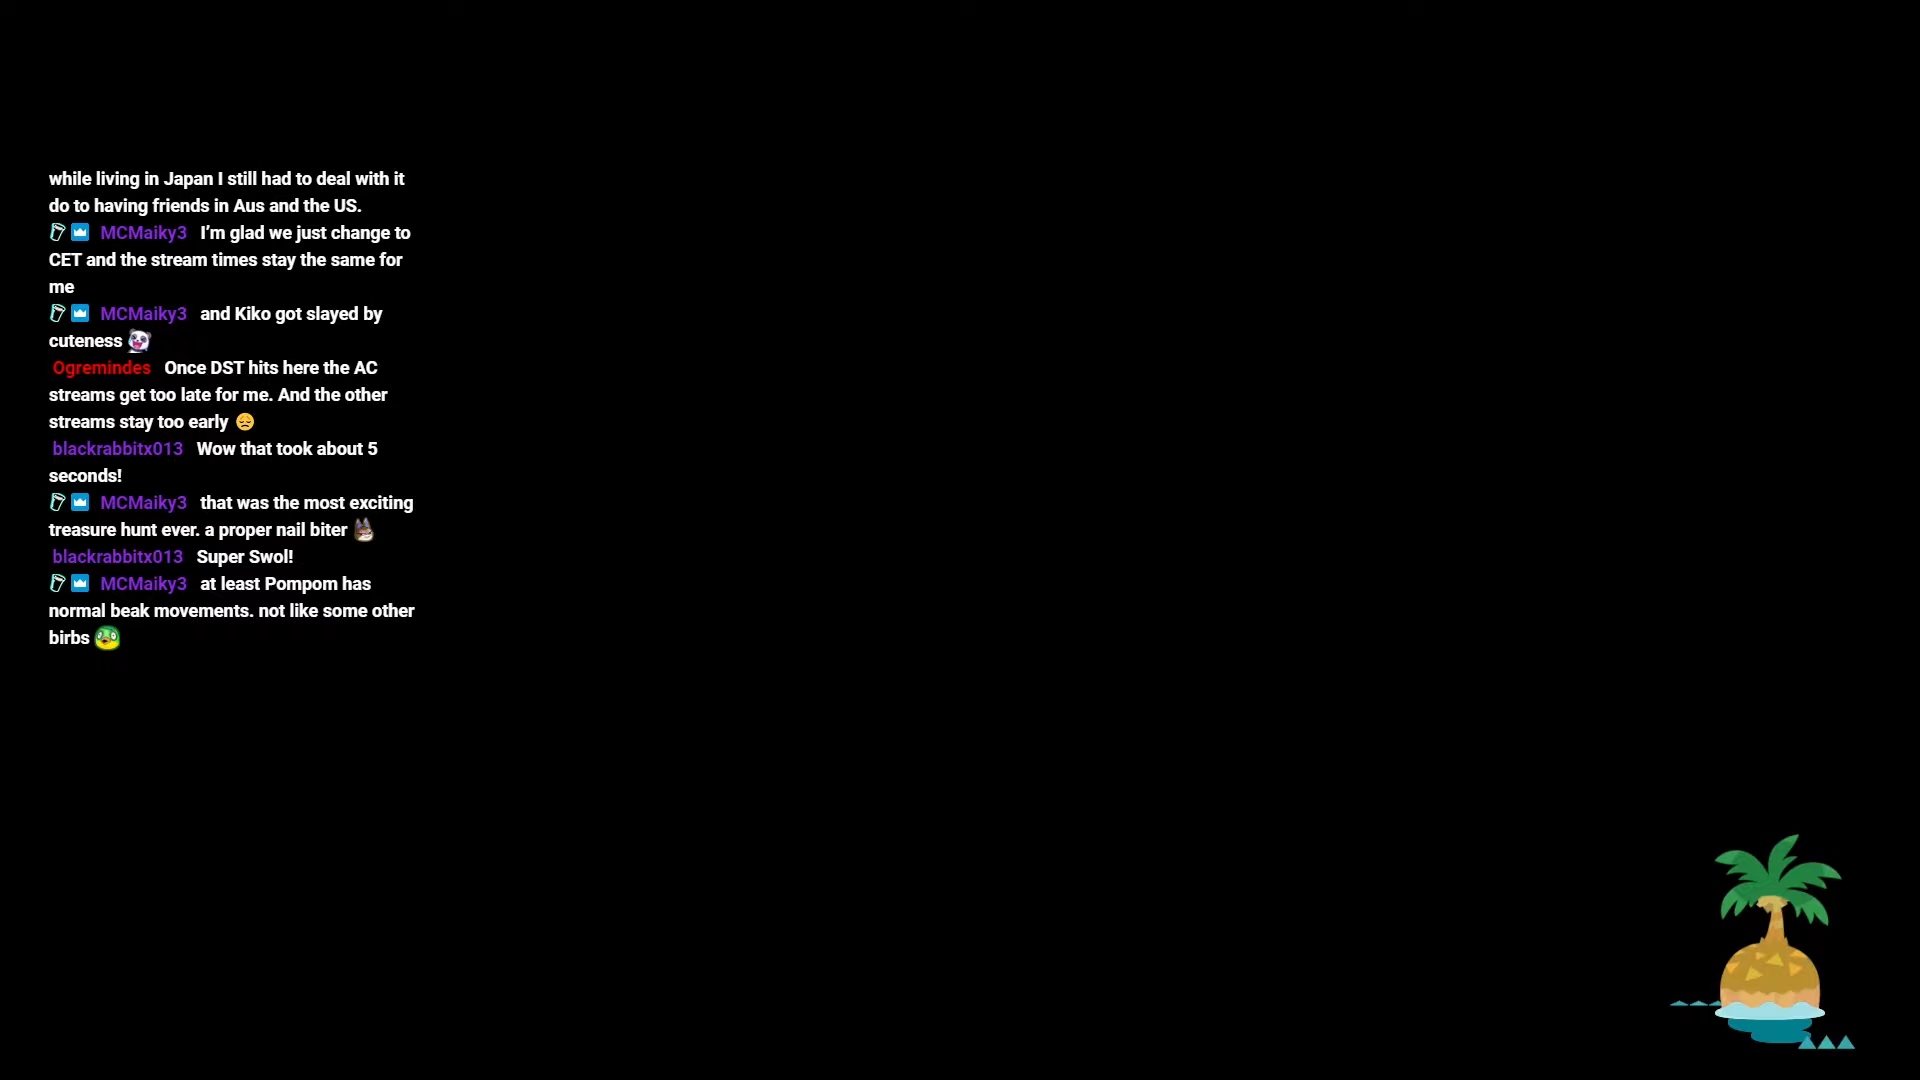 while living in Japan I still had to deal with it
do to having friends in Aus and the US.
MCMaiky3 I’m glad we just change to
CET and the stream times stay the same for
me
MCMaiky3 and Kiko got slayed by
cuteness
Ogremindes Once DST hits here the AC
streams get too late for me. And the other
streams stay too early 😔
blackrabbitx013 Wow that took about 5
seconds!
MCMaiky3 that was the most exciting
treasure hunt ever. a proper nail biter
blackrabbitx013 Super Swol!
MCMaiky3 at least Pompom has
normal beak movements. not like some other
birbs